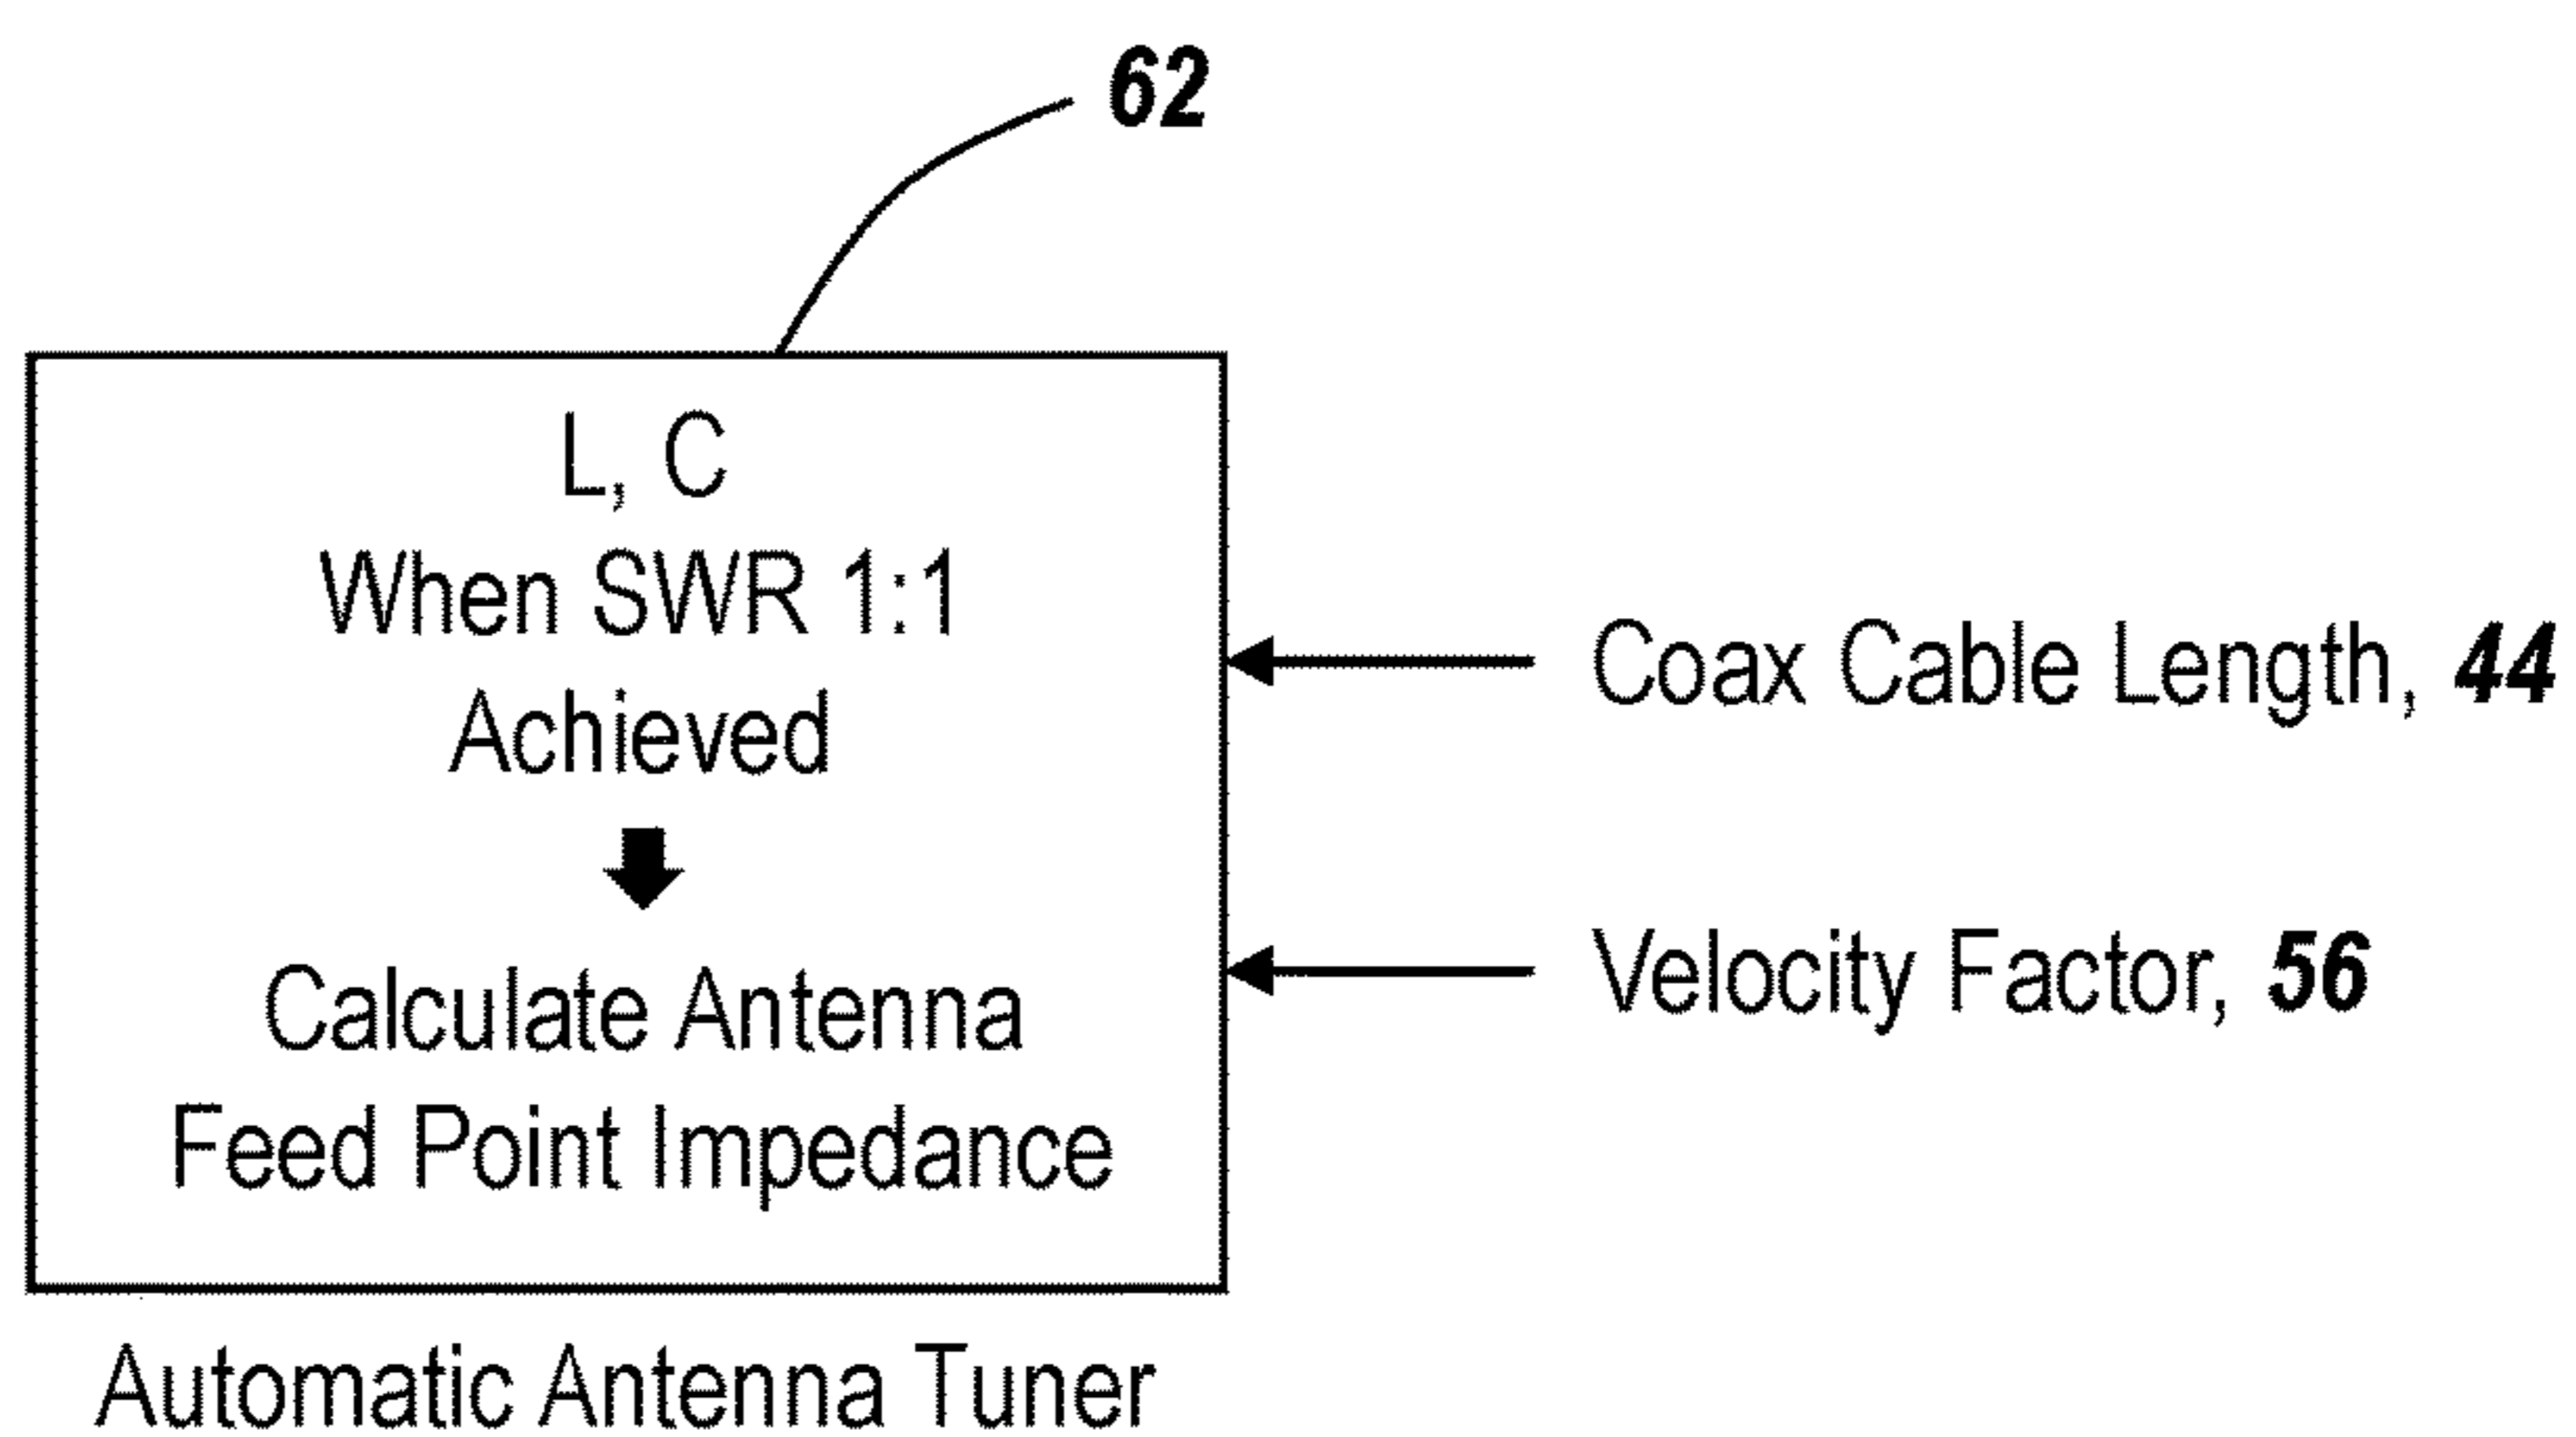 62
L, C
When SWR 1:1
Achieved
Calculate Antenna
Feed Point Impedance
Coax Cable Length, 44
Velocity Factor, 56
Automatic Antenna Tuner